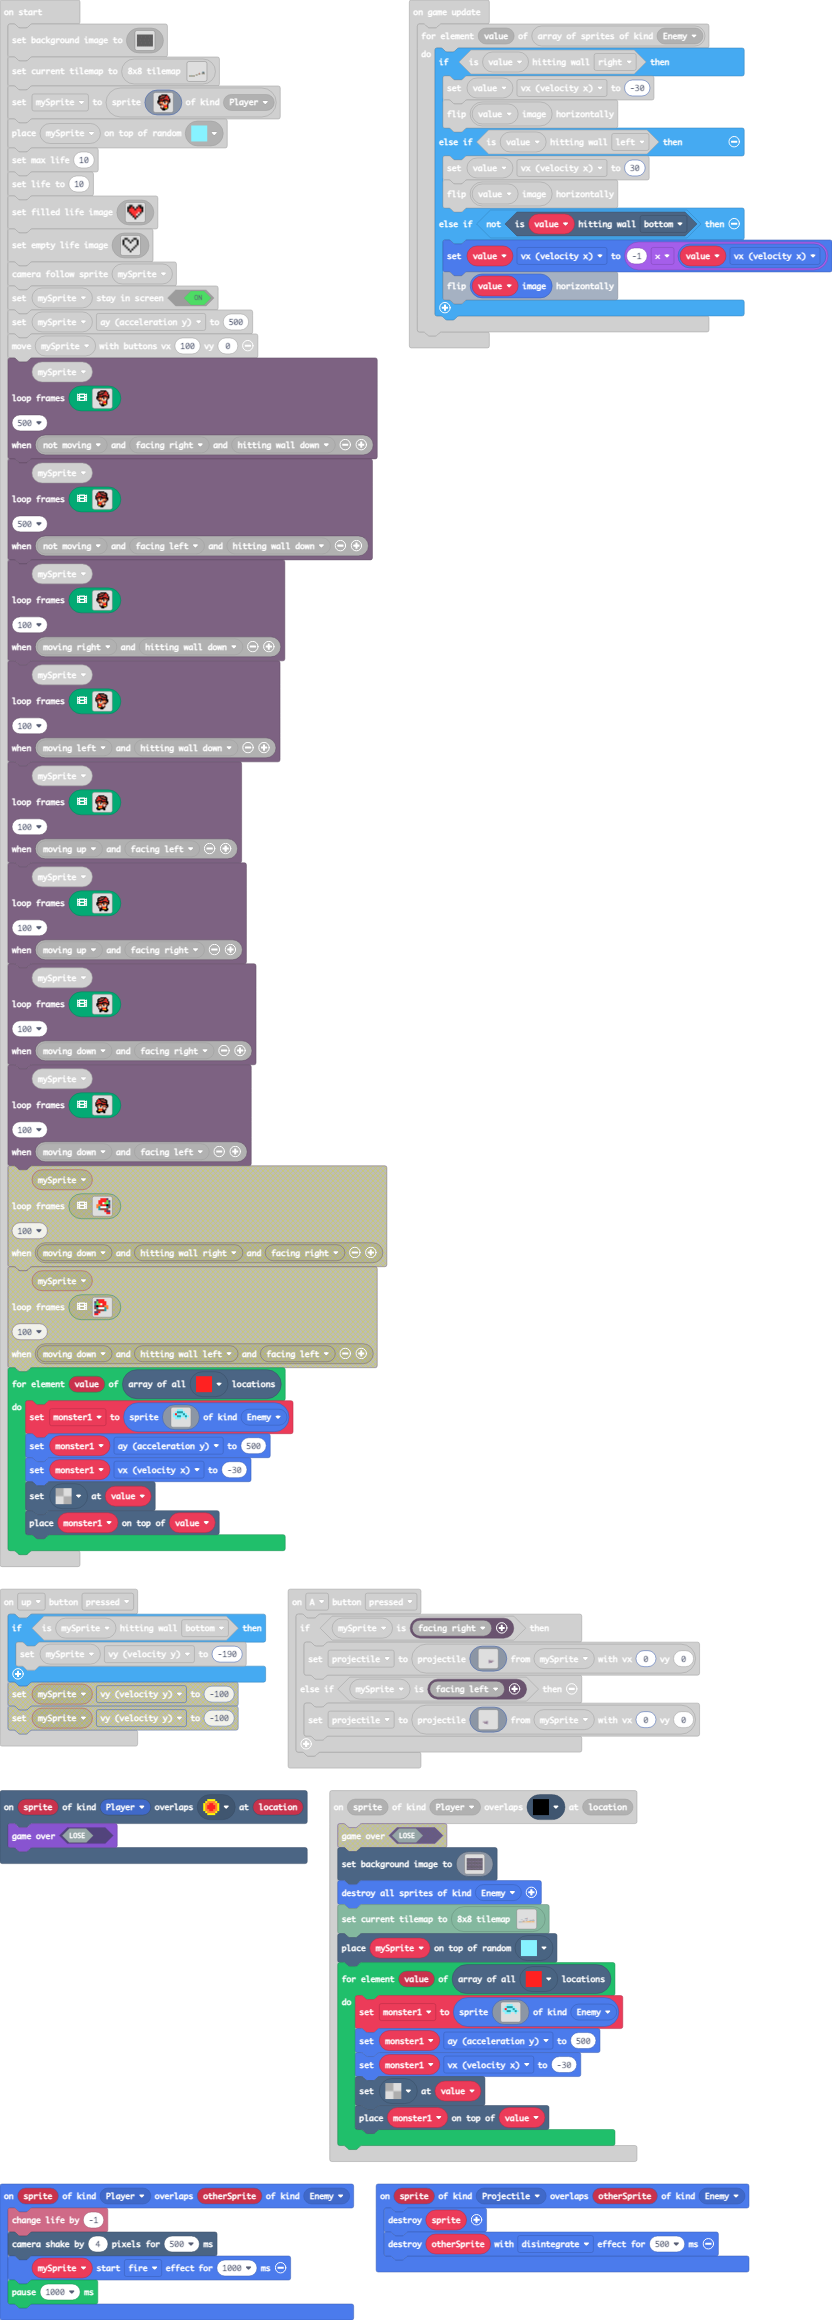 on start
set background image to
set current tilemap to 8x8 tilemap
set mySprite to sprite of kind Player
place mySprite on top of random
set max life 10
set life to 10
set filled life image
set empty life image
camera follow sprite mySprite
set mySprite stay in screen ON
set mySprite ay (acceleration y) to 500
move mySprite with buttons vx 100 vy 0
mySprite
loop frames
500
when not moving and facing right and hitting wall down
mySprite
loop frames
500
when not moving and facing left and hitting wall down
mySprite
loop frames
100
when moving right and hitting wall down
mySprite
loop frames
100
when moving left and hitting wall down
mySprite
loop frames
100
when moving up and facing left
mySprite
loop frames
100
when moving up and facing right
mySprite
loop frames
100
when moving down and facing right
mySprite
loop frames
100
when moving down and facing left
mySprite
loop frames
100
when moving down and hitting wall right and facing right
mySprite
loop frames
100
when moving down and hitting wall left and facing left
for element value of array of all locations
do
set monster1 to sprite of kind Enemy
set monster1 ay (acceleration y) to 500
set monster1 vx (velocity x) to -30
set at value
place monster1 on top of value
on game update
for element value of array of sprites of kind Enemy
do
if is value hitting wall right then
set value vx (velocity x) to -30
flip value image horizontally
else if is value hitting wall left then
set value vx (velocity x) to 30
flip value image horizontally
else if not is value hitting wall bottom then
set value vx (velocity x) to -1 x value vx (velocity x)
flip value image horizontally
on up button pressed
if is mySprite hitting wall bottom then
set mySprite vy (velocity y) to -190
set mySprite vy (velocity y) to -100
set mySprite vy (velocity y) to -100
on A button pressed
if mySprite is facing right then
set projectile to projectile from mySprite with vx 0 vy 0
else if mySprite is facing left then
set projectile to projectile from mySprite with vx 0 vy 0
on sprite of kind Player overlaps at location
game over LOSE
on sprite of kind Player overlaps at location
game over LOSE
set background image to
destroy all sprites of kind Enemy
set current tilemap to 8x8 tilemap
place mySprite on top of random
for element value of array of all locations
do
set monster1 to sprite of kind Enemy
set monster1 ay (acceleration y) to 500
set monster1 vx (velocity x) to -30
set at value
place monster1 on top of value
on sprite of kind Player overlaps otherSprite of kind Enemy
change life by -1
camera shake by 4 pixels for 500 ms
mySprite start fire effect for 1000 ms
pause 1000 ms
on sprite of kind Projectile overlaps otherSprite of kind Enemy
destroy sprite
destroy otherSprite with disintegrate effect for 500 ms